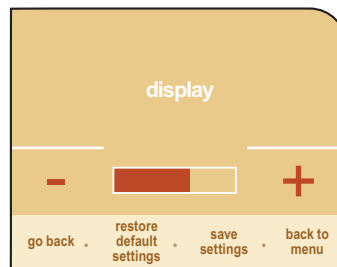 display
- +
go back . restore default settings . save settings . back to menu